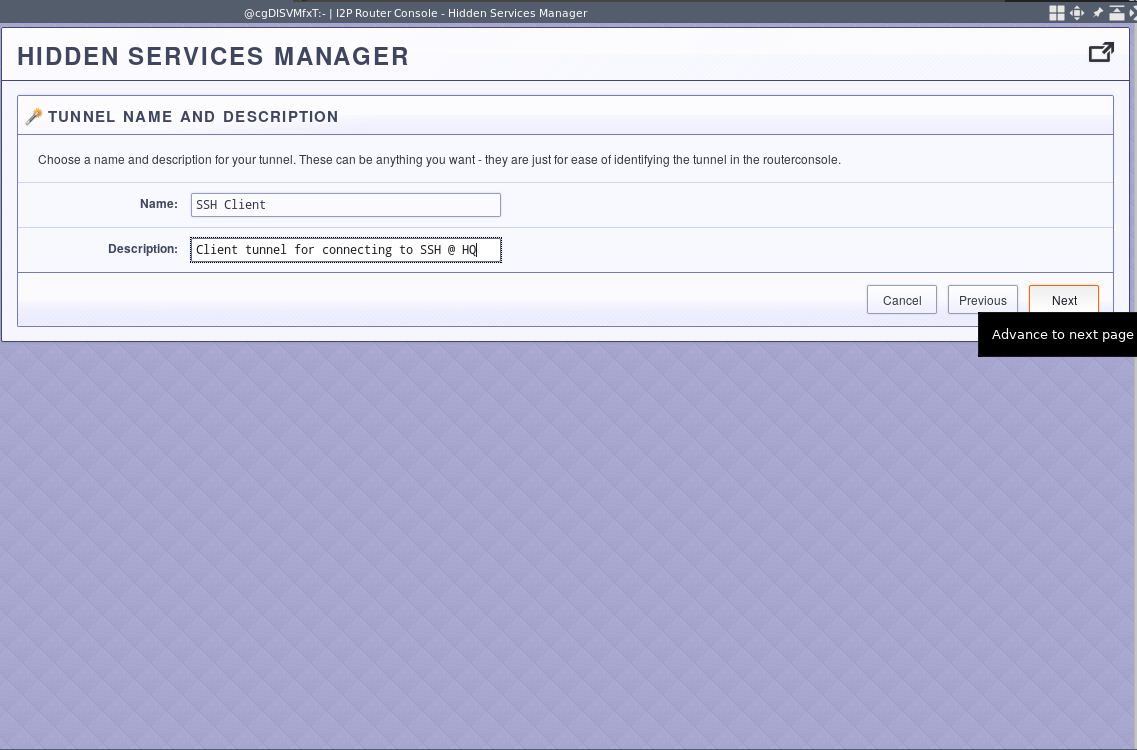 @cgDISVMfxT:- | I2P Router Console - Hidden Services Manager
HIDDEN SERVICES MANAGER
TUNNEL NAME AND DESCRIPTION
Choose a name and description for your tunnel. These can be anything you want - they are just for ease of identifying the tunnel in the routerconsole.
Name: SSH Client
Description: Client tunnel for connecting to SSH @ HQ
Cancel Previous Next
Advance to next page